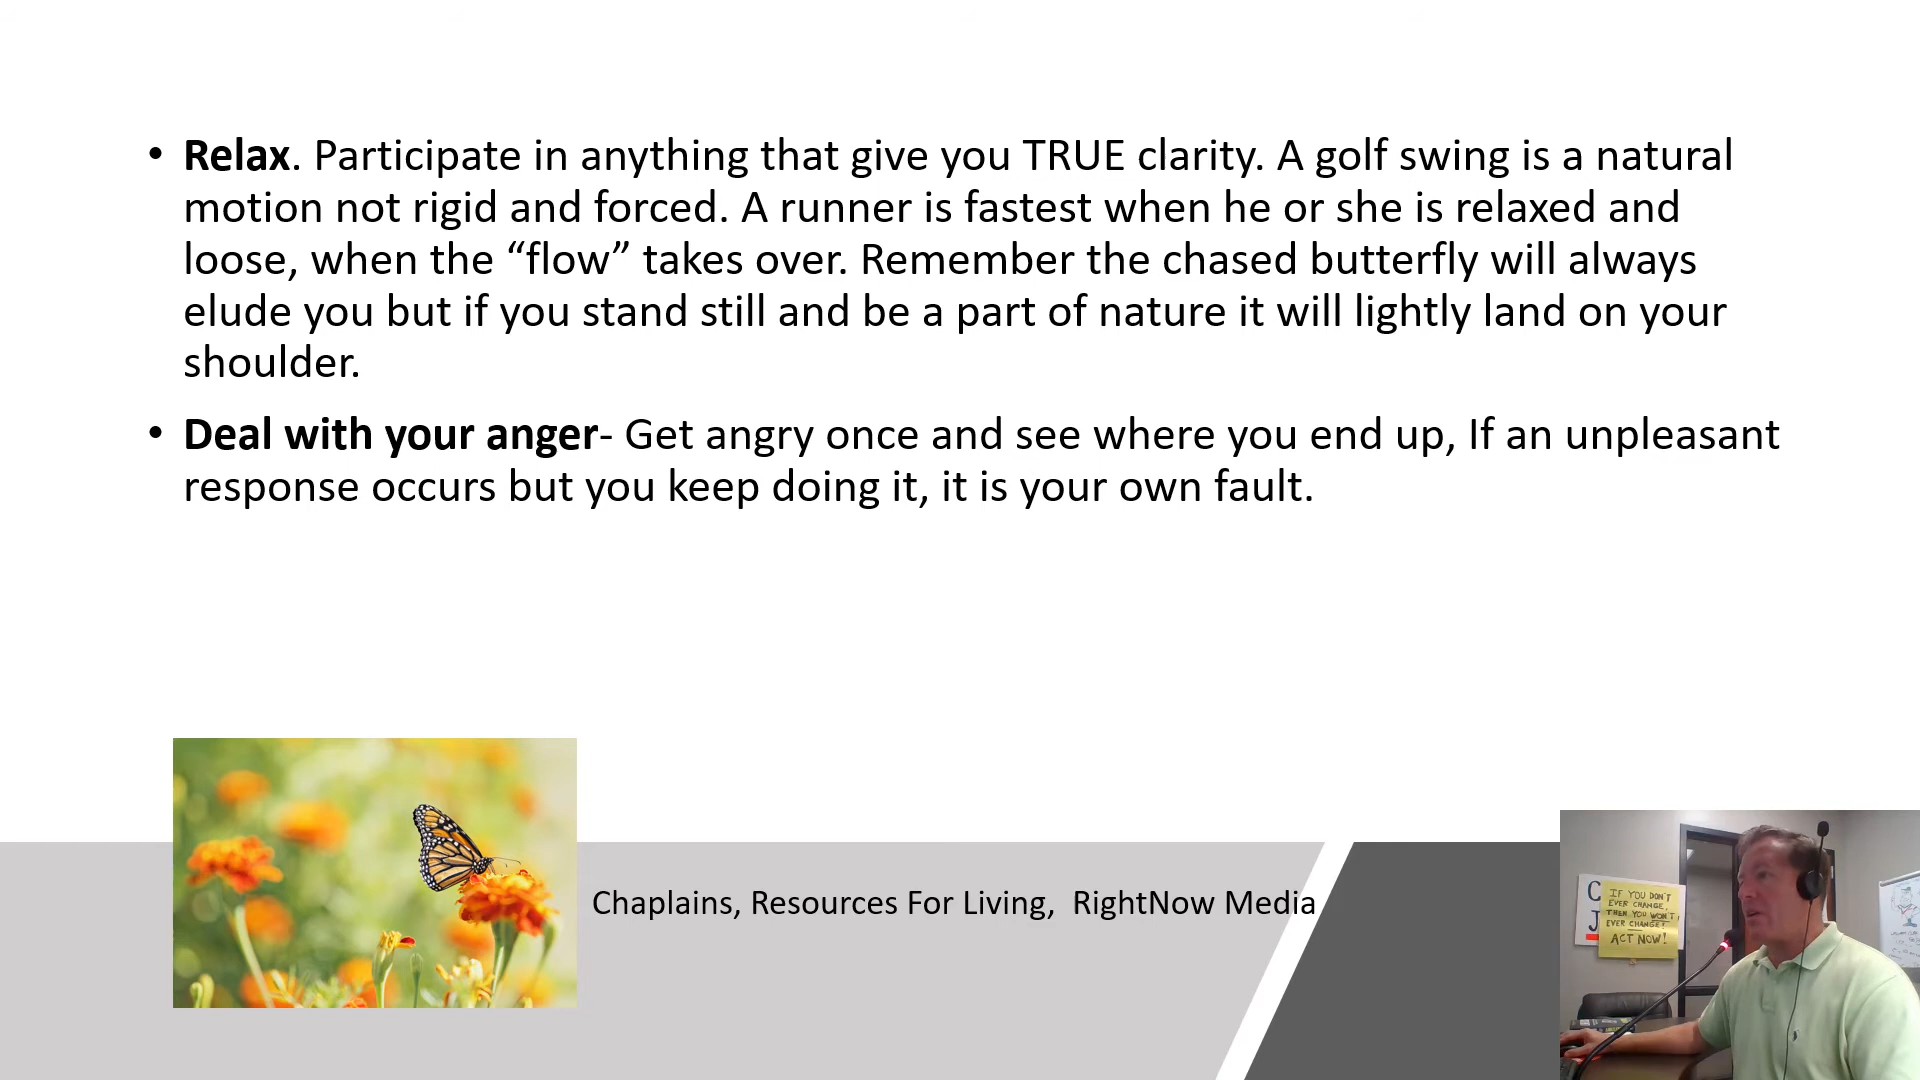 • Relax. Participate in anything that give you TRUE clarity. A golf swing is a natural
motion not rigid and forced. A runner is fastest when he or she is relaxed and
loose, when the “flow” takes over. Remember the chased butterfly will always
elude you but if you stand still and be a part of nature it will lightly land on your
shoulder.
• Deal with your anger- Get angry once and see where you end up, If an unpleasant
response occurs but you keep doing it, it is your own fault.
Chaplains, Resources For Living,  RightNow Media
C
J
IF YOU DON'T
EVER CHANGE,
THEN YOU WON'T
EVER CHANGE!
ACT NOW!